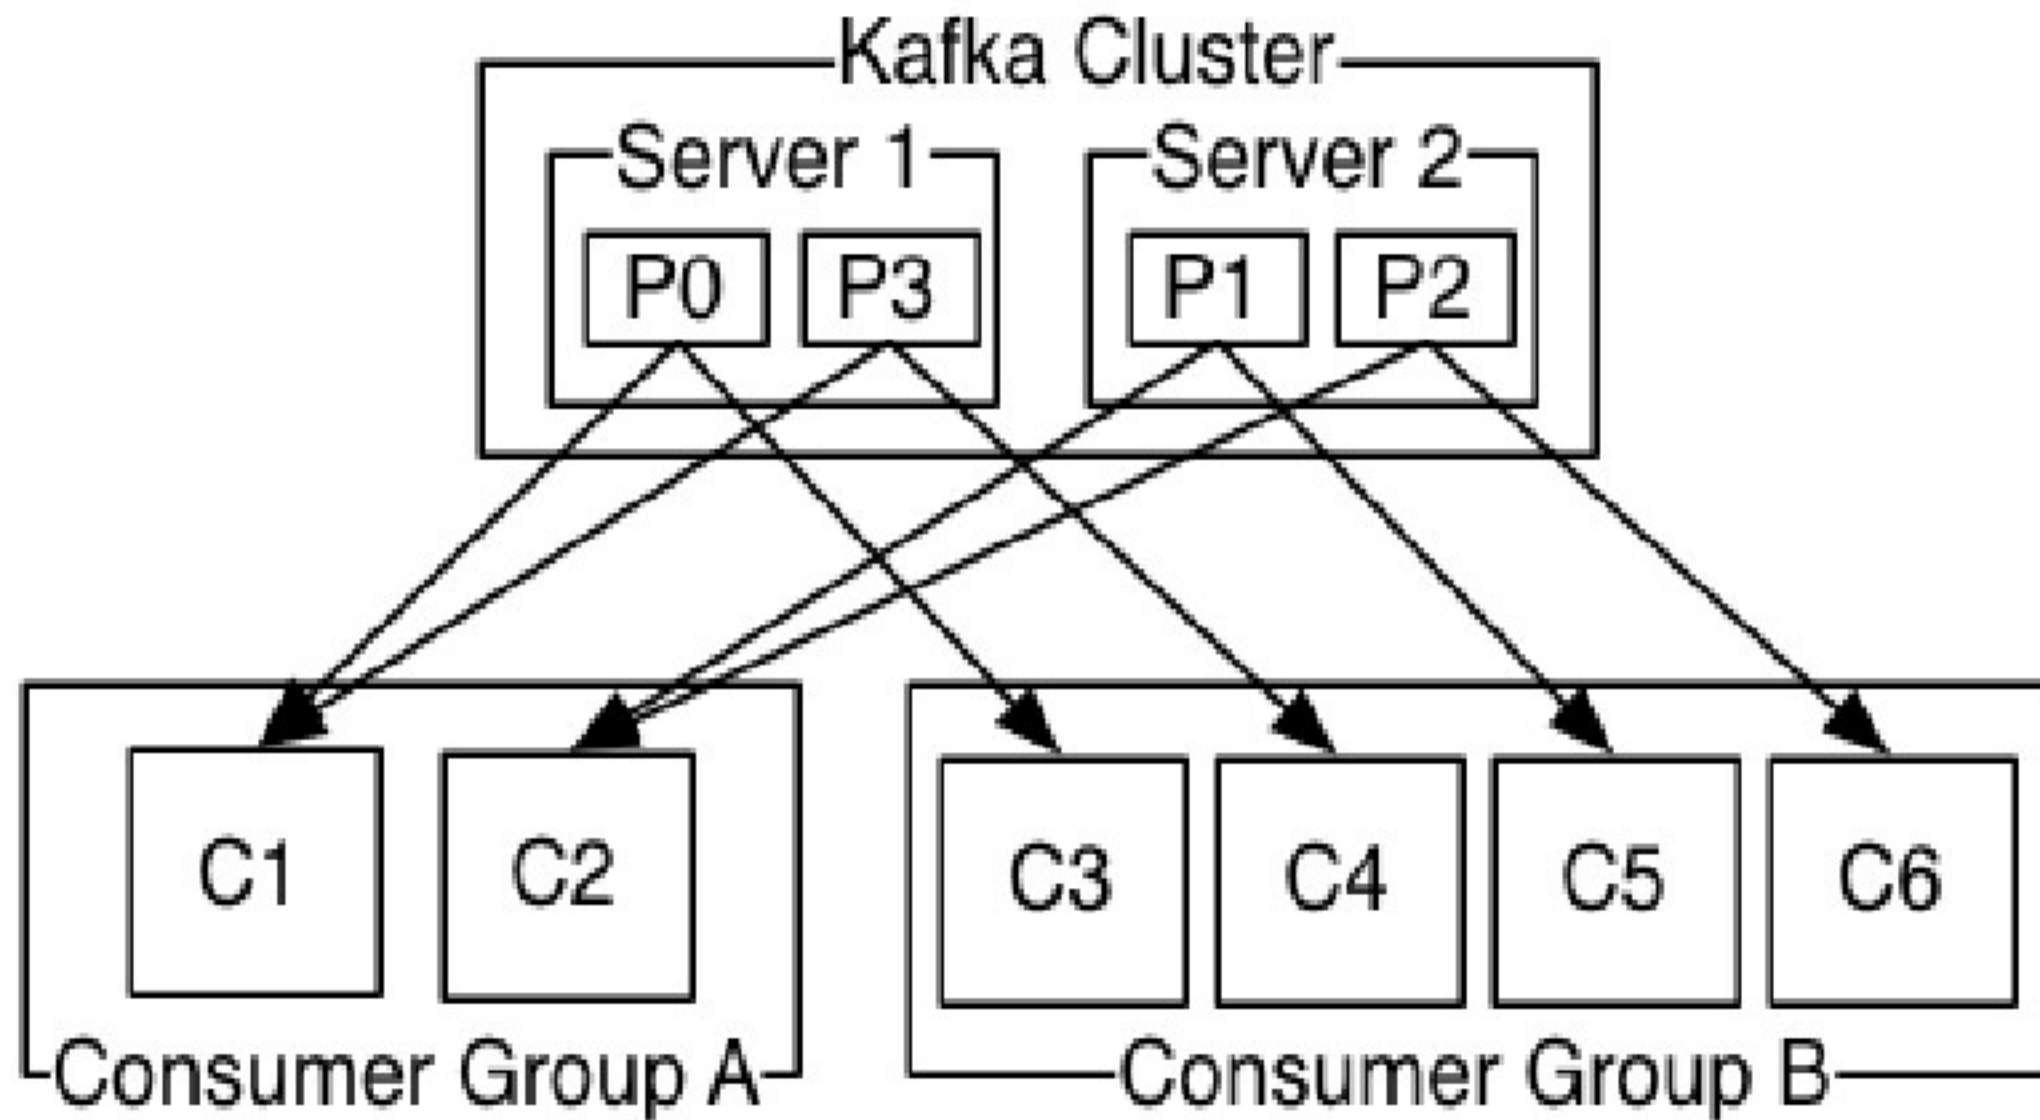 Kafka Cluster
Server 1
Server 2
P0
P3
P1
P2
C1
C2
C3
C4
C5
C6
Consumer Group A
Consumer Group B